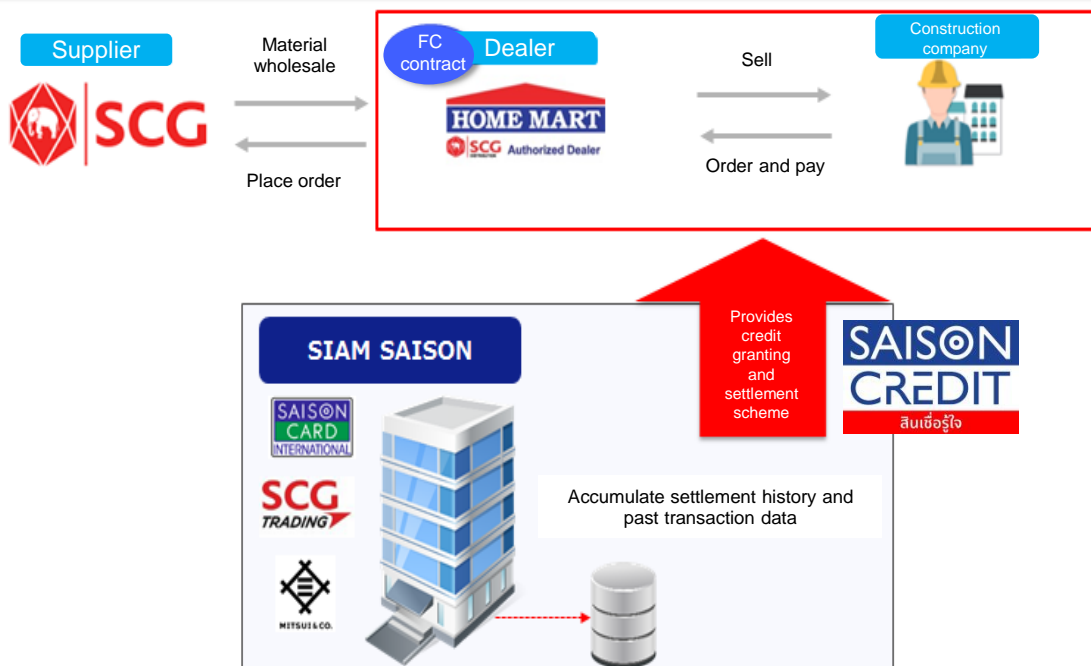 Supplier
SCG
Material
wholesale
Place order
FC
contract
Dealer
HOME MART
SCG
DISTRIBUTION
Authorized Dealer
Sell
Order and pay
Construction
company
Provides
credit
granting
and
settlement
scheme
SAISON
CREDIT
สินเชื่อรู้ใจ
SIAM SAISON
SAISON
CARD
INTERNATIONAL
SCG
TRADING
MITSUI & CO.
Accumulate settlement history and
past transaction data